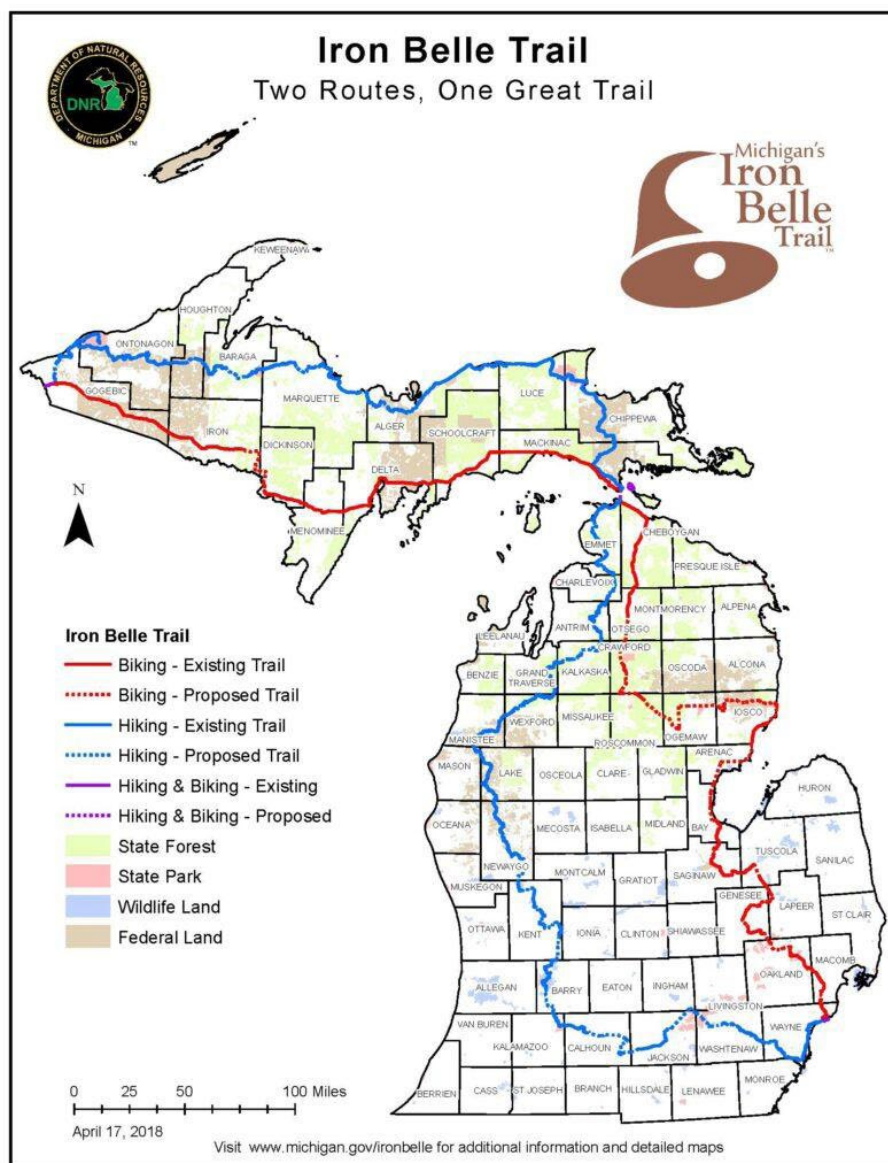 Iron Belle Trail
Two Routes, One Great Trail
DEPARTMENT OF NATURAL RESOURCES
DNR
MICHIGAN
TM
Michigan's
Iron
Belle
Trail
TM
KEWEENAW
HOUGHTON
ONTONAGON
BARAGA
GOGEBIC
MARQUETTE
LUCE
ALGER
CHIPPEWA
SCHOOLCRAFT
IRON
DICKINSON
MACKINAC
DELTA
N
MENOMINEE
CHEBOYGAN
EMMET
PRESQUE ISLE
CHARLEVOIX
MONTMORENCY
ALPENA
ANTRIM
OTSEGO
LEELANAU
CRAWFORD
OSCODA
ALCONA
BENZIE
GRAND
TRAVERSE
KALKASKA
IOSCO
WEXFORD
MISSAUKEE
OGEMAW
MANISTEE
ROSCOMMON
ARENAC
MASON
LAKE
OSCEOLA
CLARE
GLADWIN
HURON
OCEANA
MECOSTA
ISABELLA
MIDLAND
BAY
NEWAYGO
TUSCOLA
SANILAC
MONTCALM
GRATIOT
SAGINAW
MUSKEGON
GENESEE
LAPEER
ST CLAIR
OTTAWA
KENT
IONIA
CLINTON
SHIAWASSEE
MACOMB
OAKLAND
ALLEGAN
BARRY
EATON
INGHAM
LIVINGSTON
VAN BUREN
KALAMAZOO
CALHOUN
JACKSON
WASHTENAW
WAYNE
BERRIEN
CASS
ST JOSEPH
BRANCH
HILLSDALE
LENAWEE
MONROE
Iron Belle Trail
Biking - Existing Trail
Biking - Proposed Trail
Hiking - Existing Trail
Hiking - Proposed Trail
Hiking & Biking - Existing
Hiking & Biking - Proposed
State Forest
State Park
Wildlife Land
Federal Land
0 25 50 100 Miles
April 17, 2018
Visit www.michigan.gov/ironbelle for additional information and detailed maps